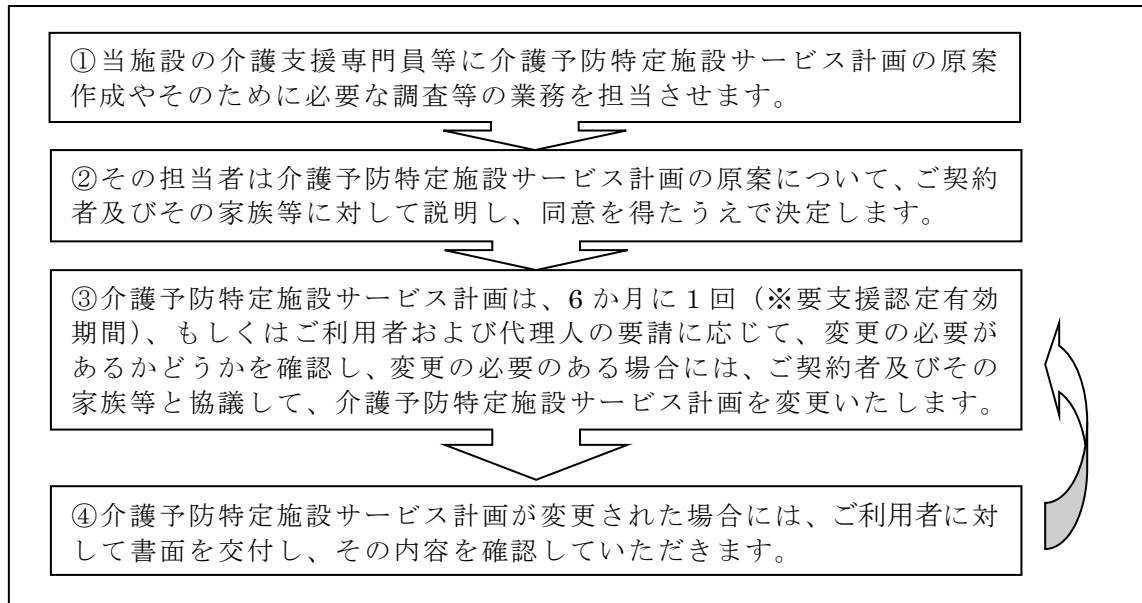 ①当施設の介護支援専門員等に介護予防特定施設サービス計画の原案
作成やそのために必要な調査等の業務を担当させます。
②その担当者は介護予防特定施設サービス計画の原案について、ご契約
者及びその家族等に対して説明し、同意を得たうえで決定します。
③介護予防特定施設サービス計画は、6か月に1回（※要支援認定有効
期間）、もしくはご利用者および代理人の要請に応じて、変更の必要が
あるかどうかを確認し、変更の必要のある場合には、ご契約者及びその
家族等と協議して、介護予防特定施設サービス計画を変更いたします。
④介護予防特定施設サービス計画が変更された場合には、ご利用者に対
して書面を交付し、その内容を確認していただきます。